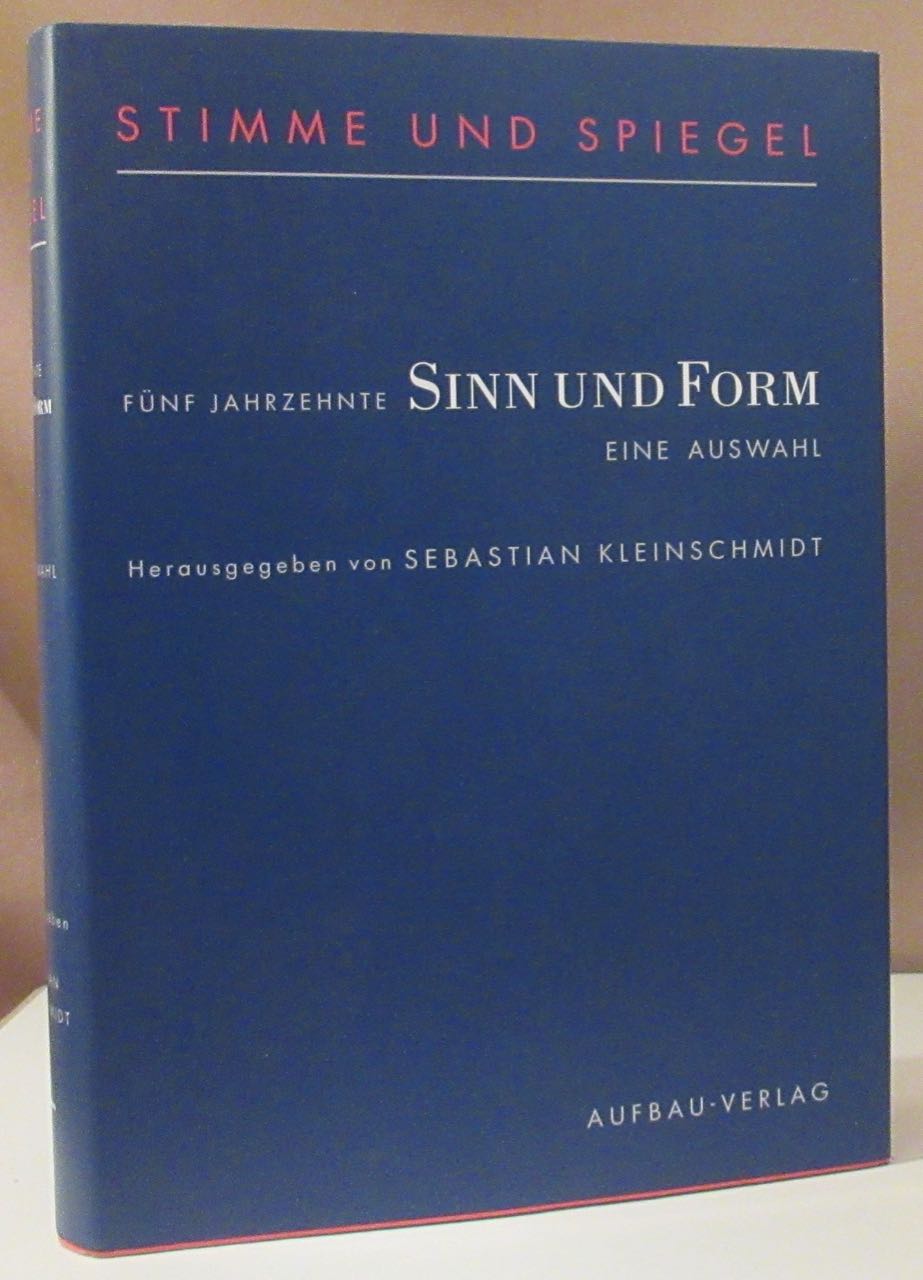 STIMME UND SPIEGEL
FÜNF JAHRZEHNTE SINN UND FORM
EINE AUSWAHL
Herausgegeben von SEBASTIAN KLEINSCHMIDT
AUFBAU-VERLAG